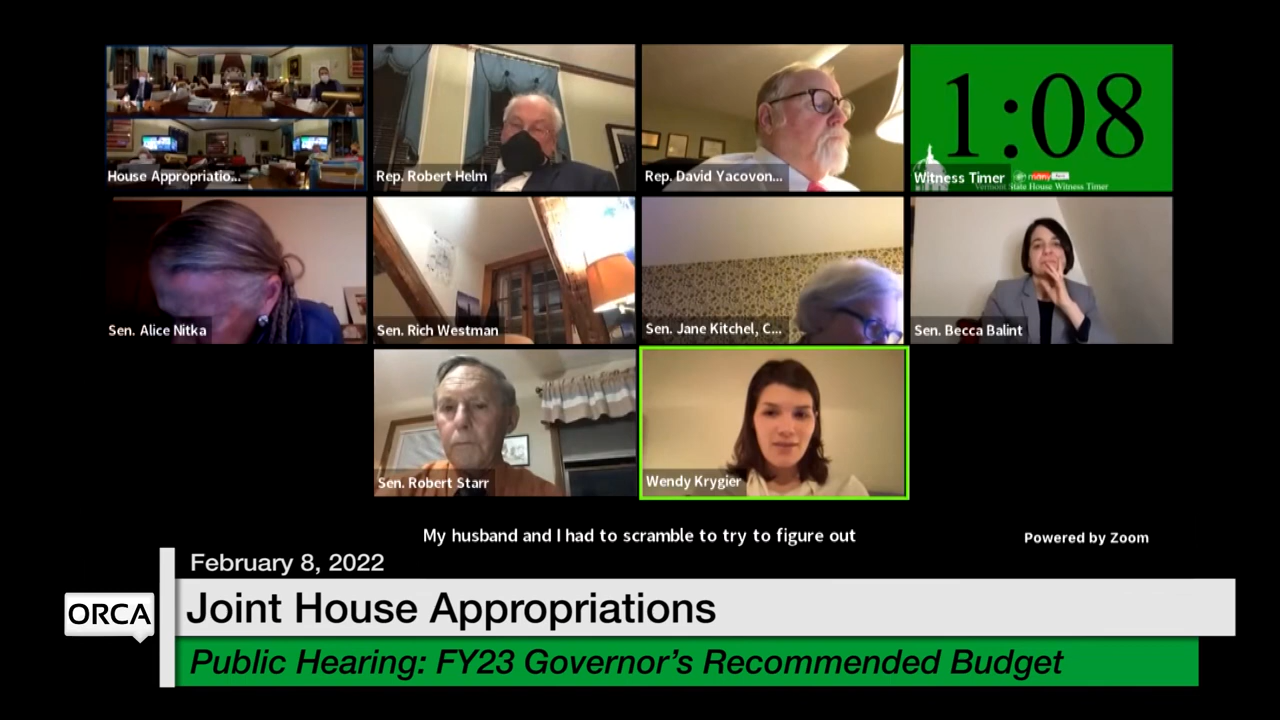 House Appropriatio...
Rep. Robert Helm
Rep. David Yacovon...
1:08
Witness Timer
many
Vermont State House Witness Timer
Sen. Alice Nitka
Sen. Rich Westman
Sen. Jane Kitchel, C...
Sen. Becca Balint
Sen. Robert Starr
Wendy Krygier
My husband and I had to scramble to try to figure out
Powered by Zoom
February 8, 2022
ORCA
Joint House Appropriations
Public Hearing: FY23 Governor's Recommended Budget